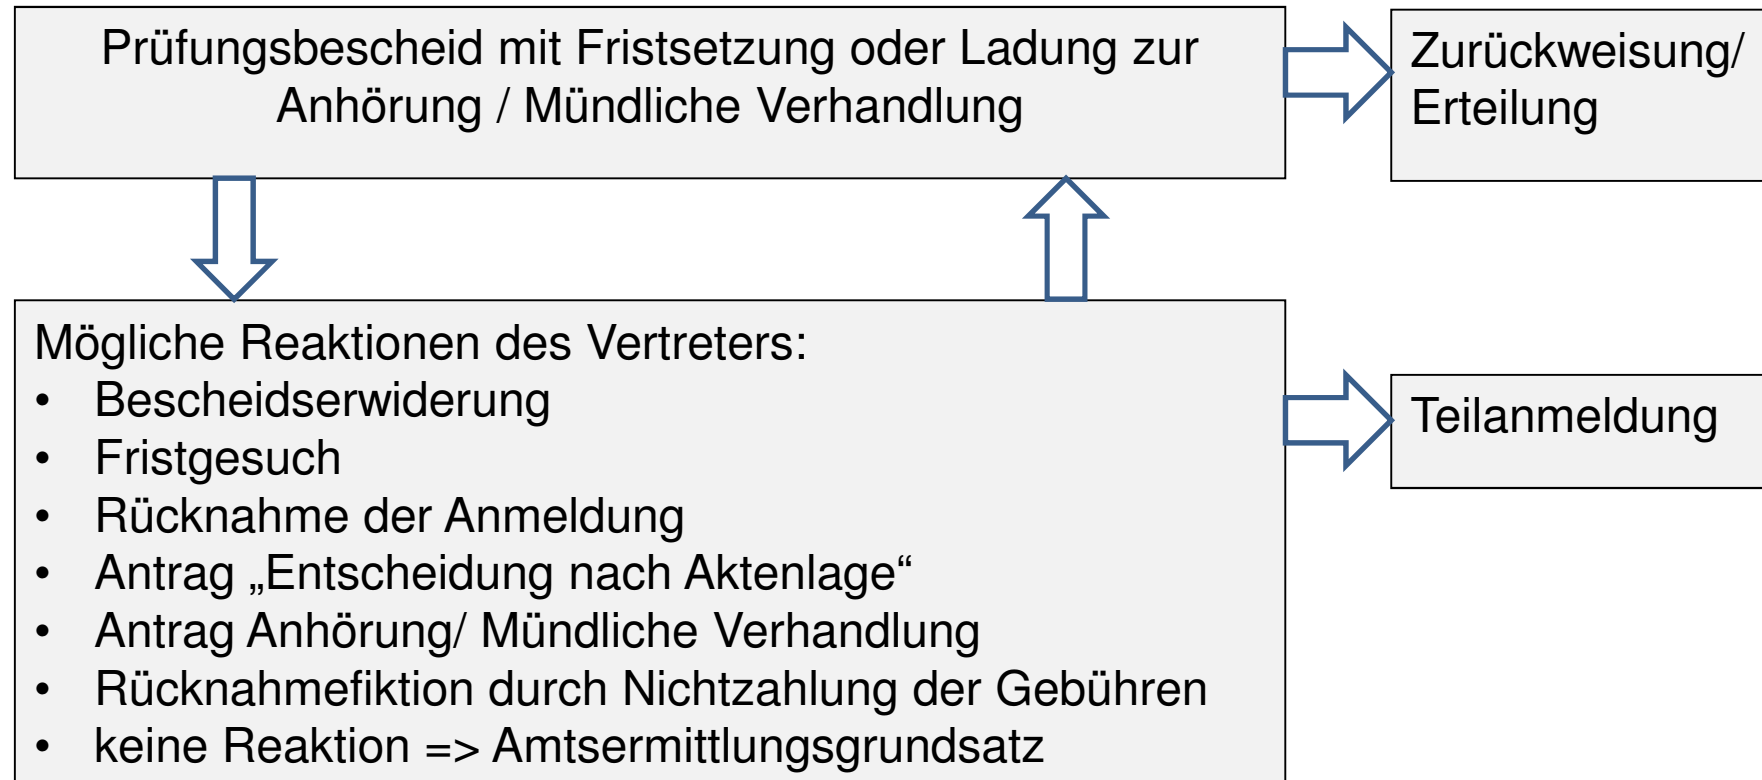 Prüfungsbescheid mit Fristsetzung oder Ladung zur
Anhörung / Mündliche Verhandlung
Zurückweisung/
Erteilung
Mögliche Reaktionen des Vertreters:
• Bescheidserwiderung
• Fristgesuch
• Rücknahme der Anmeldung
• Antrag „Entscheidung nach Aktenlage“
• Antrag Anhörung/ Mündliche Verhandlung
• Rücknahmefiktion durch Nichtzahlung der Gebühren
• keine Reaktion => Amtsermittlungsgrundsatz
Teilanmeldung